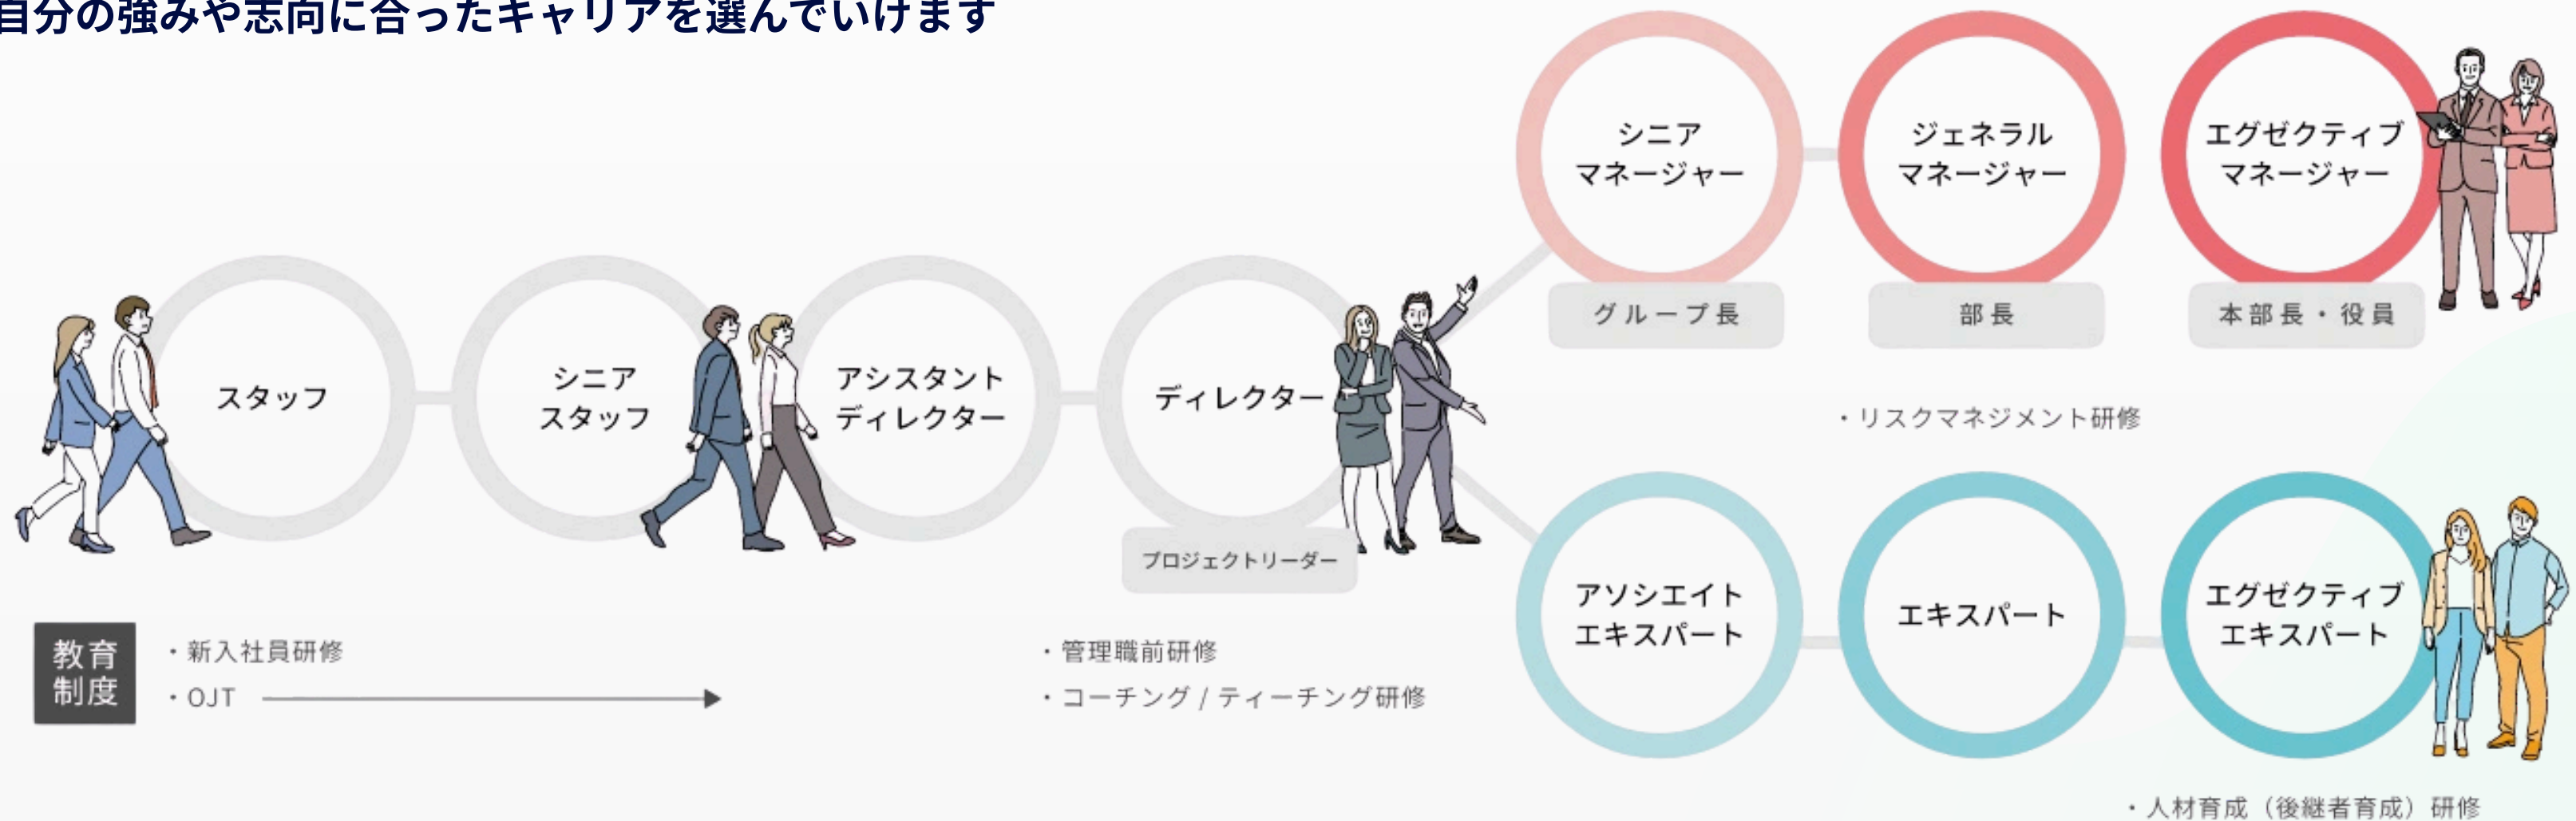 自分の強みや志向に合ったキャリアを選んでいけます
シニア
マネージャー
グループ長
ジェネラル
マネージャー
部長
エグゼクティブ
マネージャー
本部長・役員
・リスクマネジメント研修
スタッフ
シニア
スタッフ
アシスタント
ディレクター
ディレクター
プロジェクトリーダー
アソシエイト
エキスパート
エキスパート
エグゼクティブ
エキスパート
教育
制度
・新入社員研修
・OJT
・管理職前研修
・コーチング / ティーチング研修
・人材育成（後継者育成）研修